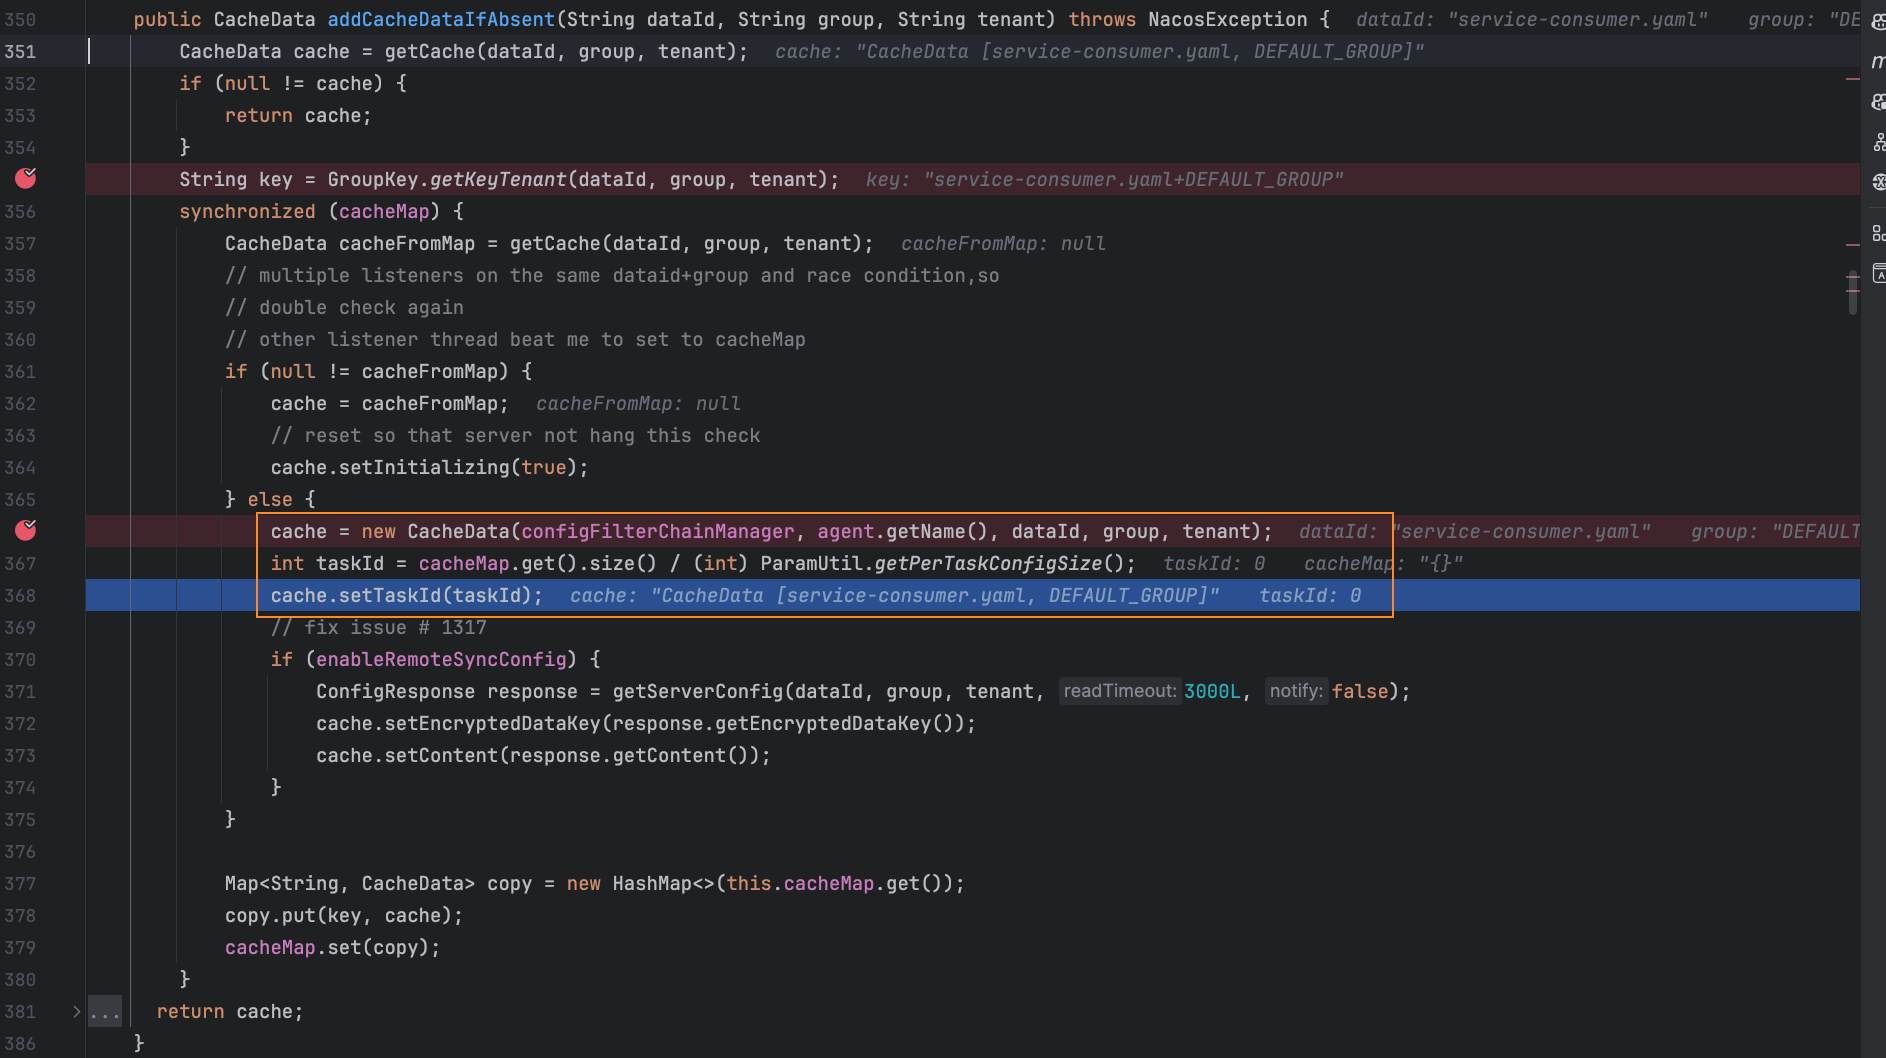 350 public CacheData addCacheDataIfAbsent(String dataId, String group, String tenant) throws NacosException { dataId: "service-consumer.yaml" group: "DE
351 CacheData cache = getCache(dataId, group, tenant); cache: "CacheData [service-consumer.yaml, DEFAULT_GROUP]"
352 if (null != cache) {
353 return cache;
354 }
String key = GroupKey.getKeyTenant(dataId, group, tenant); key: "service-consumer.yaml+DEFAULT_GROUP"
356 synchronized (cacheMap) {
357 CacheData cacheFromMap = getCache(dataId, group, tenant); cacheFromMap: null
358 // multiple listeners on the same dataid+group and race condition,so
359 // double check again
360 // other listener thread beat me to set to cacheMap
361 if (null != cacheFromMap) {
362 cache = cacheFromMap; cacheFromMap: null
363 // reset so that server not hang this check
364 cache.setInitializing(true);
365 } else {
cache = new CacheData(configFilterChainManager, agent.getName(), dataId, group, tenant); dataId: "service-consumer.yaml" group: "DEFAULT
367 int taskId = cacheMap.get().size() / (int) ParamUtil.getPerTaskConfigSize(); taskId: 0 cacheMap: "{}"
368 cache.setTaskId(taskId); cache: "CacheData [service-consumer.yaml, DEFAULT_GROUP]" taskId: 0
369 // fix issue # 1317
370 if (enableRemoteSyncConfig) {
371 ConfigResponse response = getServerConfig(dataId, group, tenant, readTimeout: 3000L, notify: false);
372 cache.setEncryptedDataKey(response.getEncryptedDataKey());
373 cache.setContent(response.getContent());
374 }
375 }
376
377 Map<String, CacheData> copy = new HashMap<>(this.cacheMap.get());
378 copy.put(key, cache);
379 cacheMap.set(copy);
380 }
381 ... return cache;
386 }